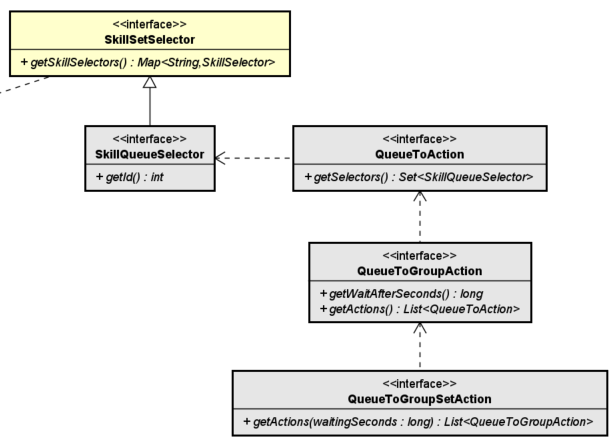 <<interface>>
SkillSetSelector
+ getSkillSelectors() : Map<String,SkillSelector>
<<interface>>
SkillQueueSelector
+ getId() : int
<<interface>>
QueueToAction
+ getSelectors() : Set<SkillQueueSelector>
<<interface>>
QueueToGroupAction
+ getWaitAfterSeconds() : long
+ getActions() : List<QueueToAction>
<<interface>>
QueueToGroupSetAction
+ getActions(waitingSeconds : long) : List<QueueToGroupAction>